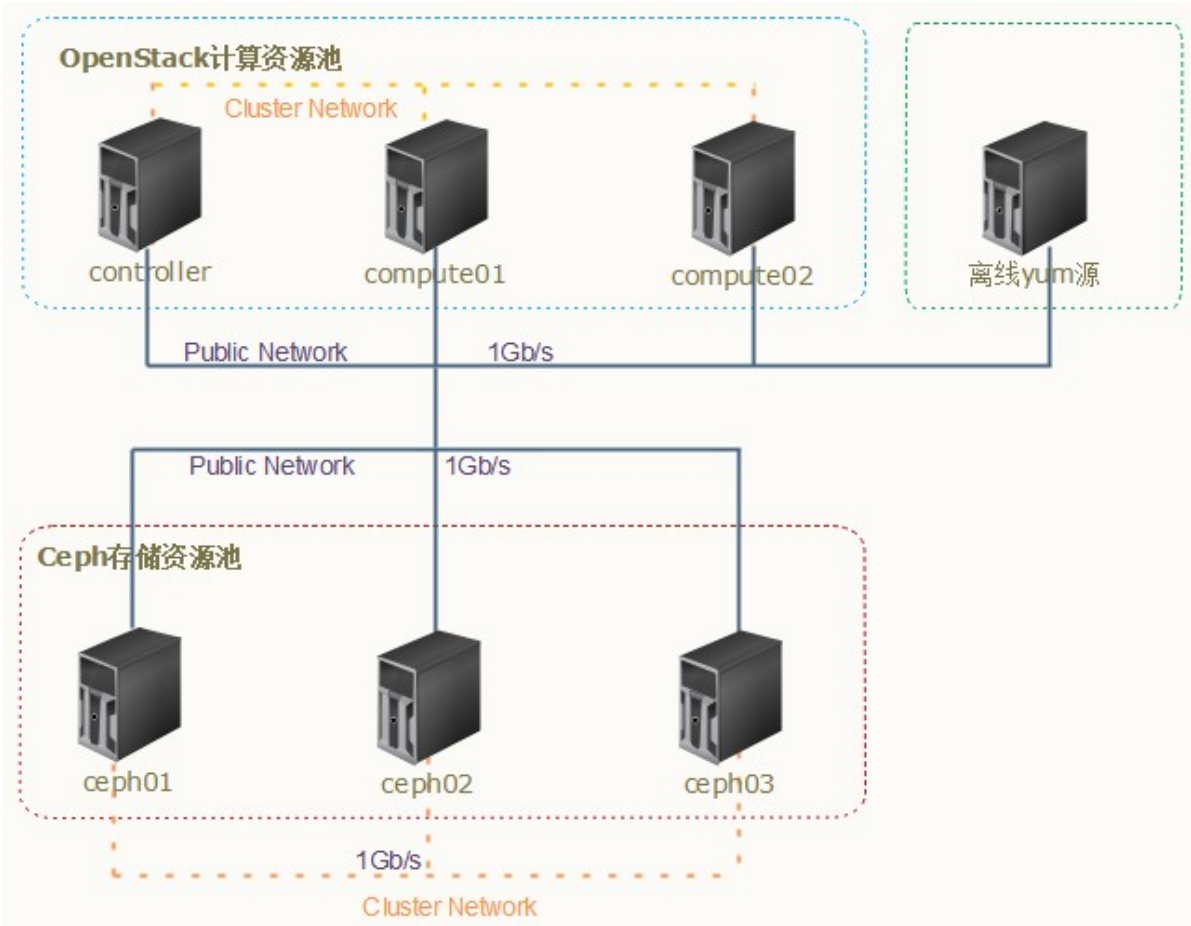 OpenStack计算资源池
Cluster Network
controller
compute01
compute02
离线yum源
Public Network
1Gb/s
Public Network
1Gb/s
Ceph存储资源池
ceph01
ceph02
ceph03
1Gb/s
Cluster Network